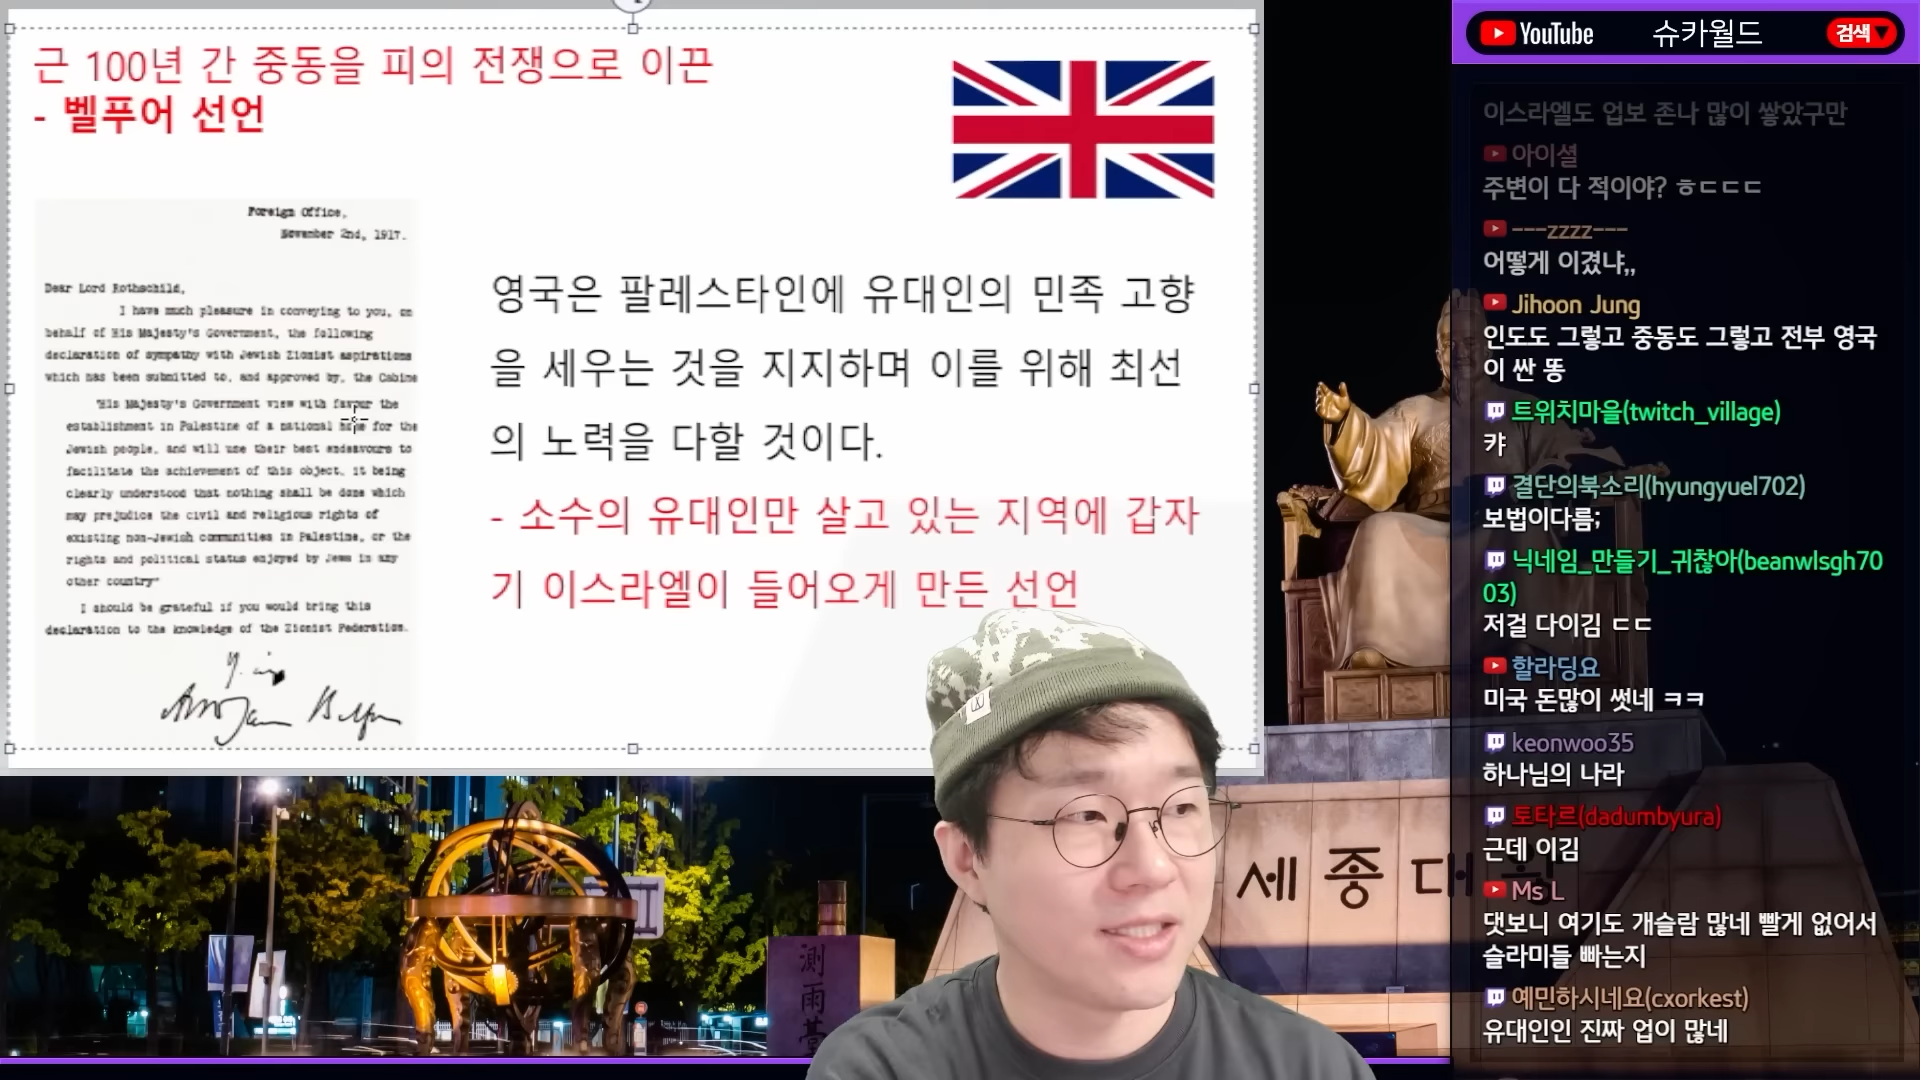 근 100년 간 중동을 피의 전쟁으로 이끈
- 벨푸어 선언
Foreign Office,
November 2nd, 1917.
Dear Lord Rothschild,
I have much pleasure in conveying to you, on
behalf of His Majesty's Government, the following
declaration of sympathy with Jewish Zionist aspirations
which has been submitted to, and approved by, the Cabine
"His Majesty's Government view with favour the
establishment in Palestine of a national home for the
Jewish people, and will use their best endeavours to
facilitate the achievement of this object, it being
clearly understood that nothing shall be done which
may prejudice the civil and religious rights of
existing non-Jewish communities in Palestine, or the
rights and political status enjoyed by Jews in any
other country"
I should be grateful if you would bring this
declaration to the knowledge of the Zionist Federation.
영국은 팔레스타인에 유대인의 민족 고향
을 세우는 것을 지지하며 이를 위해 최선
의 노력을 다할 것이다.
- 소수의 유대인만 살고 있는 지역에 갑자
기 이스라엘이 들어오게 만든 선언
세종대
測雨臺
YouTube 슈카월드 검색
이스라엘도 업보 존나 많이 쌓았구만
아이셜
주변이 다 적이야? ㅎㄷㄷㄷ
---zzzz---
어떻게 이겼냐,,
Jihoon Jung
인도도 그렇고 중동도 그렇고 전부 영국
이 싼 똥
트위치마을(twitch_village)
캬
결단의북소리(hyungyuel702)
보법이다름;
닉네임_만들기_귀찮아(beanwlsgh70
03)
저걸 다이김 ㄷㄷ
할라딩요
미국 돈많이 썻네 ㅋㅋ
keonwoo35
하나님의 나라
토타르(dadumbyura)
근데 이김
Ms L
댓보니 여기도 개슬람 많네 빨게 없어서
슬라미들 빠는지
예민하시네요(cxorkest)
유대인인 진짜 업이 많네